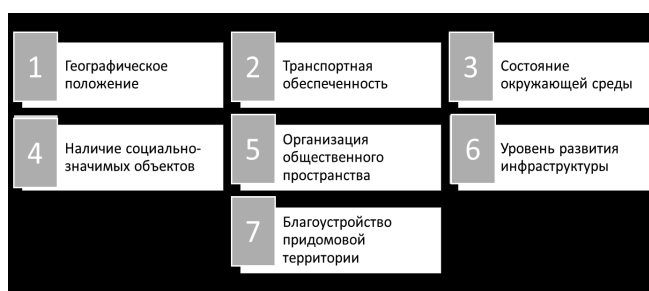 1
Географическое
положение
2
Транспортная
обеспеченность
3
Состояние
окружающей среды
4
Наличие социально-
значимых объектов
5
Организация
общественного
пространства
6
Уровень развития
инфраструктуры
7
Благоустройство
придомовой
территории